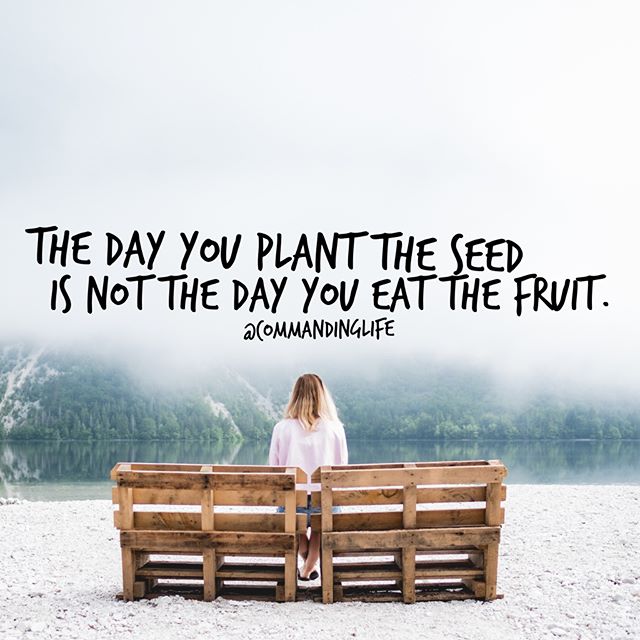 THE DAY YOU PLANT THE SEED
IS NOT THE DAY YOU EAT THE FRUIT.
@COMMANDINGLIFE